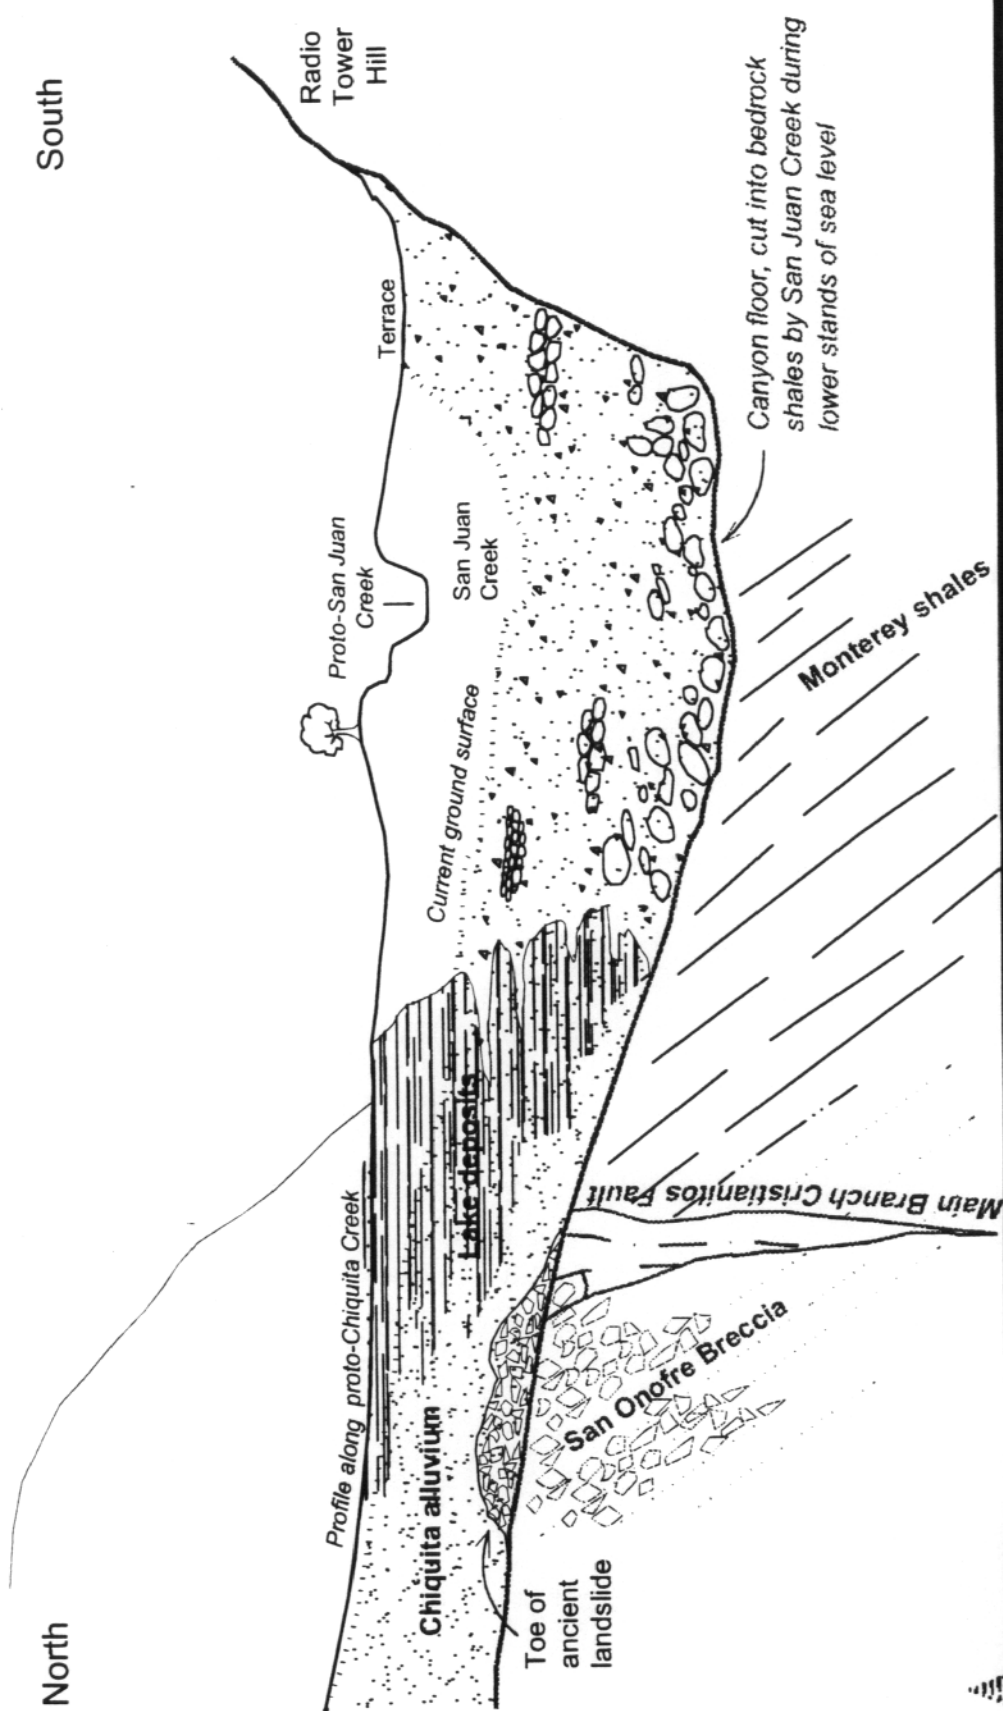 North
South
Radio
Tower
Hill
Terrace
Proto-San Juan
Creek
San Juan
Creek
Current ground surface
Profile along proto-Chiquita Creek
Lake deposits
Chiquita alluvium
Toe of
ancient
landslide
San Onofre Breccia
Main Branch Cristianitos Fault
Monterey shales
Canyon floor, cut into bedrock
shales by San Juan Creek during
lower stands of sea level